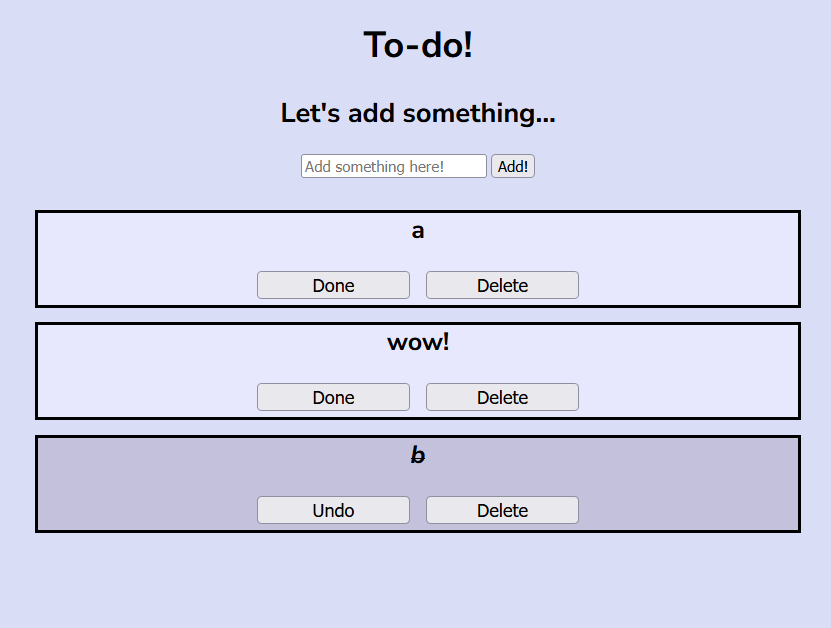 To-do!
Let's add something...
Add something here! Add!
a
Done Delete
wow!
Done Delete
b
Undo Delete